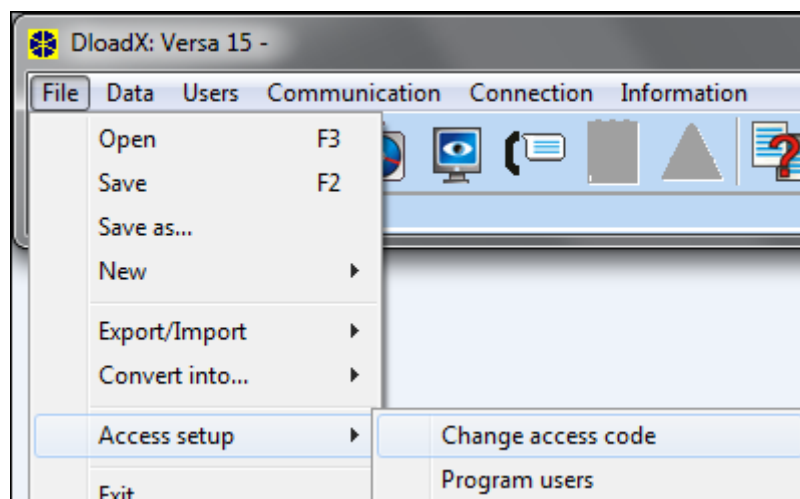 DloadX: Versa 15 -
File Data Users Communication Connection Information
Open F3
Save F2
Save as...
New
Export/Import
Convert into...
Access setup
Change access code
Program users
Exit